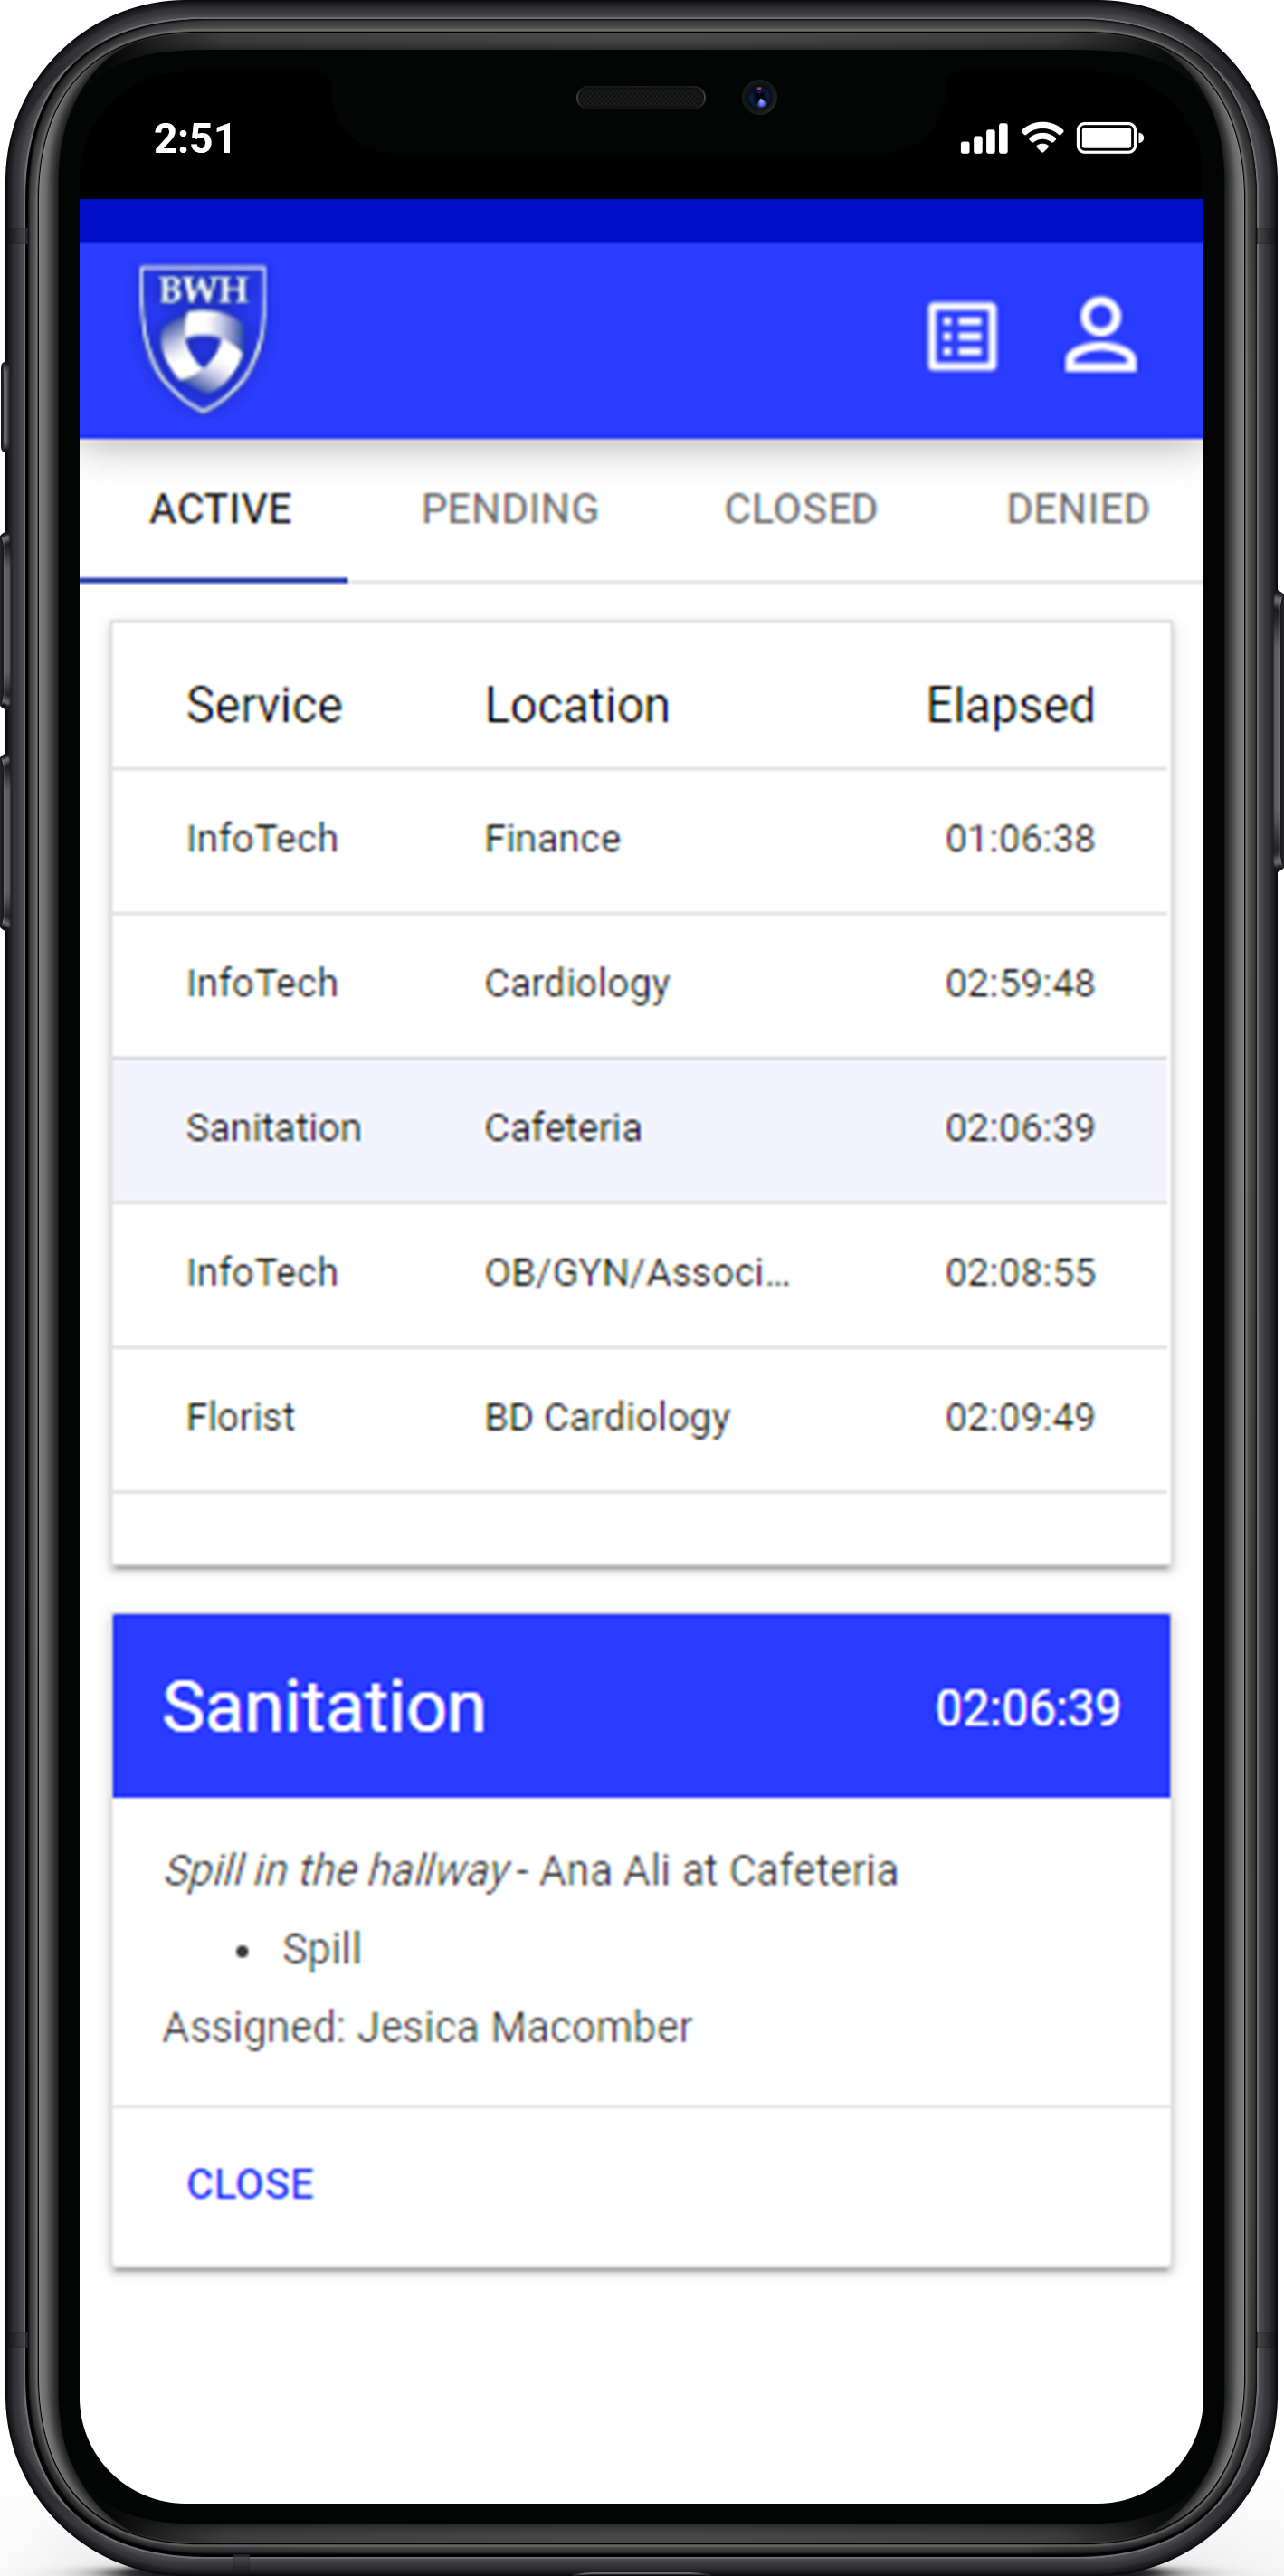 2:51
BWH
ACTIVE PENDING CLOSED DENIED
Service Location Elapsed
InfoTech Finance 01:06:38
InfoTech Cardiology 02:59:48
Sanitation Cafeteria 02:06:39
InfoTech OB/GYN/Associ... 02:08:55
Florist BD Cardiology 02:09:49
Sanitation 02:06:39
Spill in the hallway - Ana Ali at Cafeteria
• Spill
Assigned: Jesica Macomber
CLOSE